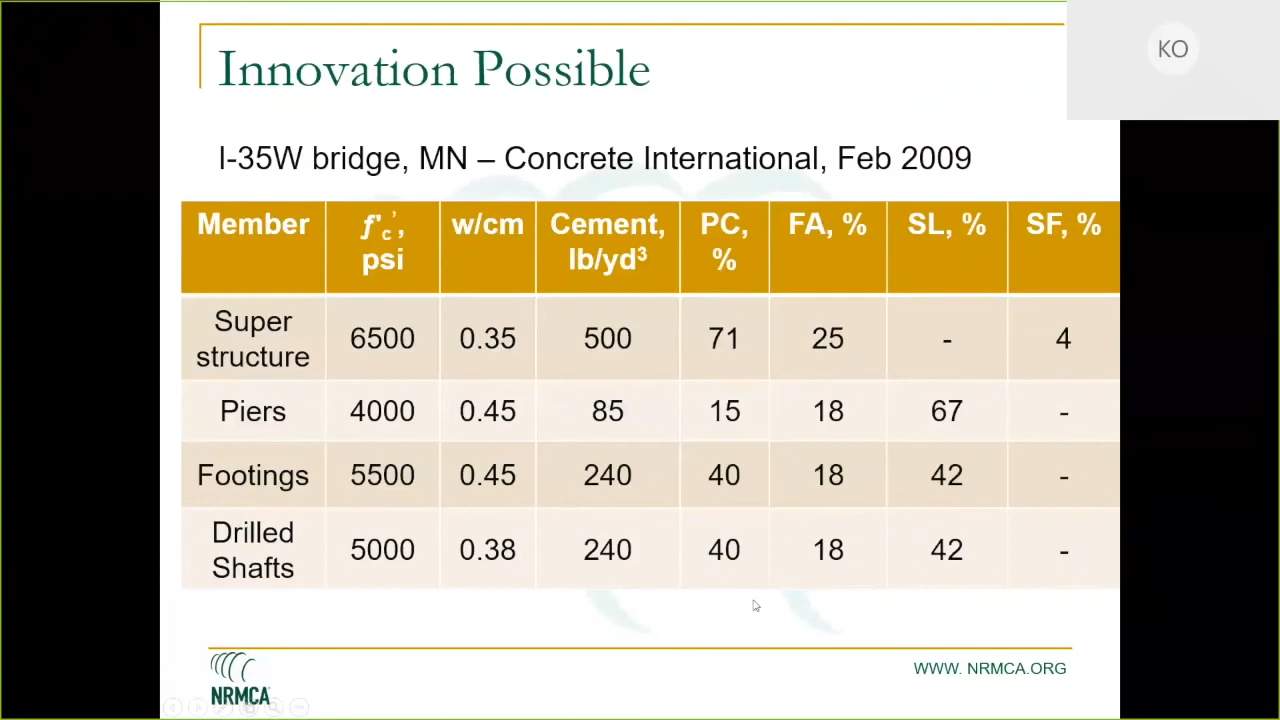 KO
Innovation Possible
I-35W bridge, MN – Concrete International, Feb 2009
Member f'c’, psi w/cm Cement, lb/yd³ PC, % FA, % SL, % SF, %
Super structure 6500 0.35 500 71 25 - 4
Piers 4000 0.45 85 15 18 67 -
Footings 5500 0.45 240 40 18 42 -
Drilled Shafts 5000 0.38 240 40 18 42 -
NRMCA
WWW. NRMCA.ORG